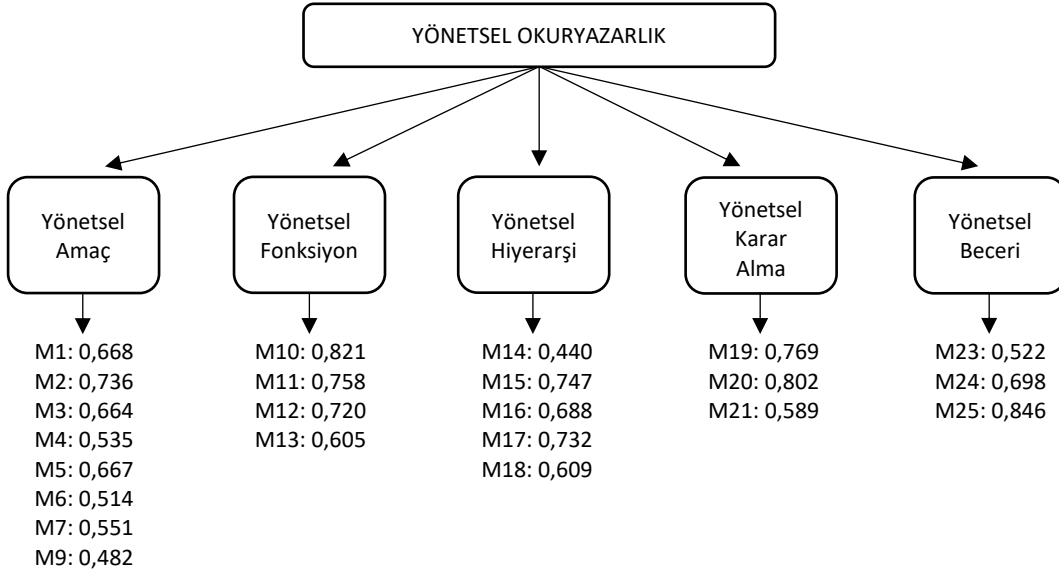 YÖNETSEL OKURYAZARLIK
Yönetsel
Amaç
Yönetsel
Fonksiyon
Yönetsel
Hiyerarşi
Yönetsel
Karar
Alma
Yönetsel
Beceri
M1: 0,668
M2: 0,736
M3: 0,664
M4: 0,535
M5: 0,667
M6: 0,514
M7: 0,551
M9: 0,482
M10: 0,821
M11: 0,758
M12: 0,720
M13: 0,605
M14: 0,440
M15: 0,747
M16: 0,688
M17: 0,732
M18: 0,609
M19: 0,769
M20: 0,802
M21: 0,589
M23: 0,522
M24: 0,698
M25: 0,846